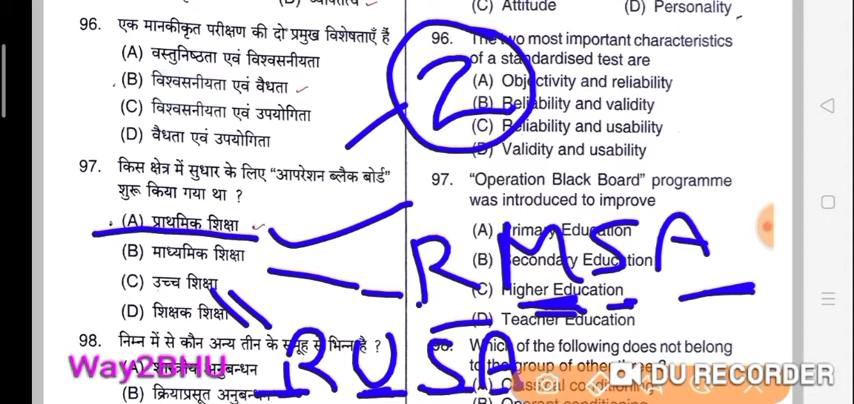 96. एक मानकीकृत परीक्षण की दो प्रमुख विशेषताएँ हैं
(A) वस्तुनिष्ठता एवं विश्वसनीयता
(B) विश्वसनीयता एवं वैधता
(C) विश्वसनीयता एवं उपयोगिता
(D) वैधता एवं उपयोगिता
97. किस क्षेत्र में सुधार के लिए "आपरेशन ब्लैक बोर्ड"
शुरू किया गया था ?
(A) प्राथमिक शिक्षा
(B) माध्यमिक शिक्षा
(C) उच्च शिक्षा
(D) शिक्षक शिक्षा
98. निम्न में से कौन अन्य तीन के समूह से भिन्न है ?
(A) शास्त्रीय अनुबन्धन
(B) क्रियाप्रसूत अनुबन्धन
(C) Attitude (D) Personality
96. The two most important characteristics
of a standardised test are
(A) Objectivity and reliability
(B) Reliability and validity
(C) Reliability and usability
(D) Validity and usability
97. "Operation Black Board" programme
was introduced to improve
(A) Primary Education
(B) Secondary Education
(C) Higher Education
(D) Teacher Education
98. Which of the following does not belong
to the group of other three ?
(A) Classical conditioning
2
RMSA
RUSA
Way2BHU
DU RECORDER